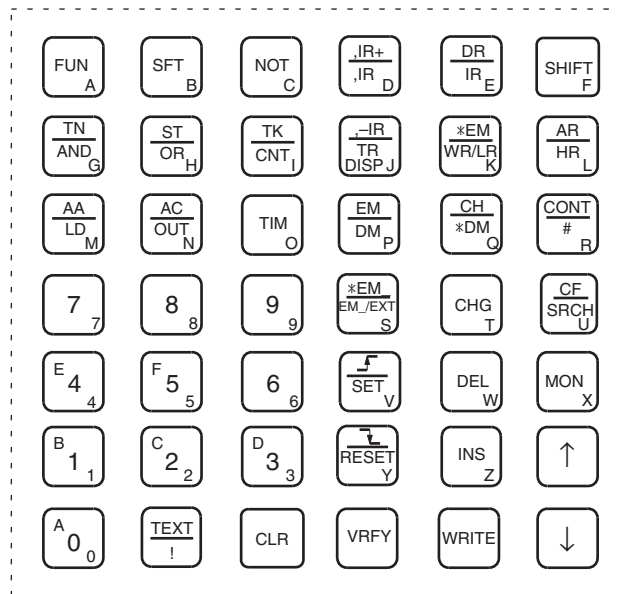 FUN A
SFT B
NOT C
,IR+ ,IR D
DR IR E
SHIFT F
TN AND G
ST OR H
TK CNT I
,–IR TR DISP J
*EM WR/LR K
AR HR L
AA LD M
AC OUT N
TIM O
EM DM P
CH *DM Q
CONT # R
7 7
8 8
9 9
*EM_ EM_/EXT S
CHG T
CF SRCH U
E 4 4
F 5 5
6 6
SET V
DEL W
MON X
B 1 1
C 2 2
D 3 3
RESET Y
INS Z
↑
A 0 0
TEXT !
CLR
VRFY
WRITE
↓